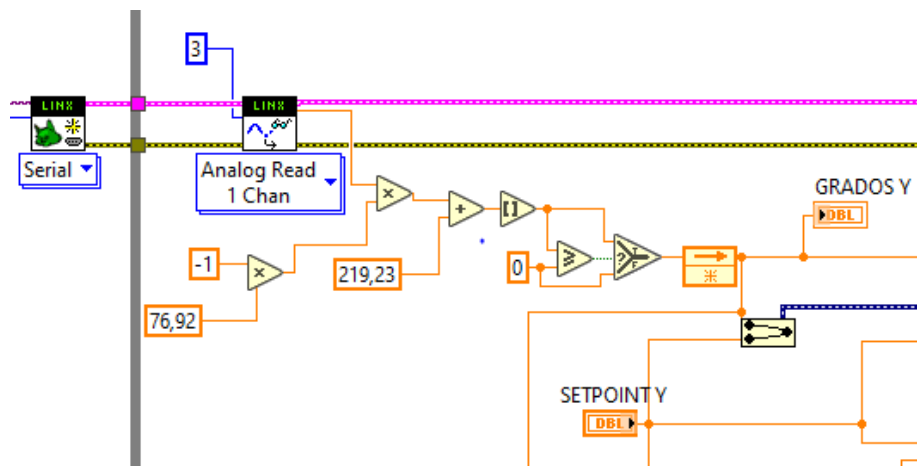 3
LINX
LINX
Serial
Analog Read
1 Chan
GRADOS Y
DBL
×
+
[ ]
-1
×
219,23
0
≥
?
T
F
76,92
SETPOINT Y
DBL